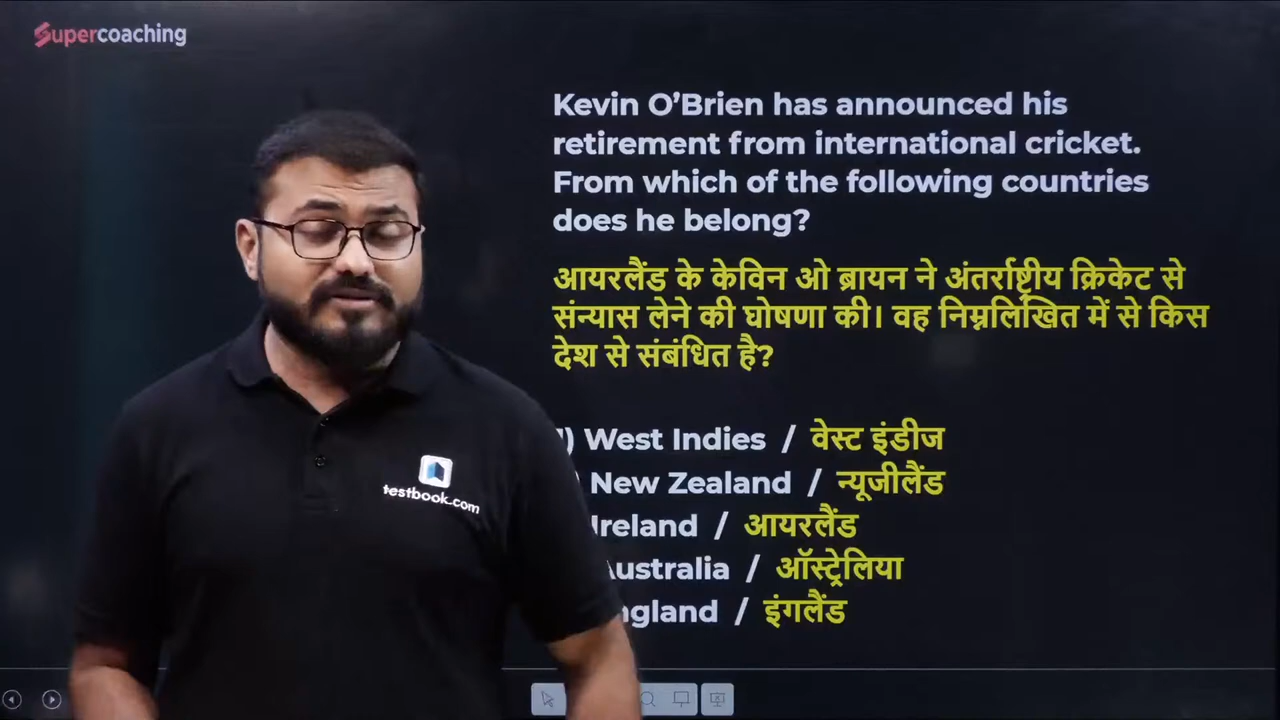 Supercoaching
Kevin O'Brien has announced his
retirement from international cricket.
From which of the following countries
does he belong?
आयरलैंड के केविन ओ ब्रायन ने अंतर्राष्ट्रीय क्रिकेट से
संन्यास लेने की घोषणा की। वह निम्नलिखित में से किस
देश से संबंधित है?
West Indies / वेस्ट इंडीज
New Zealand / न्यूजीलैंड
Ireland / आयरलैंड
Australia / ऑस्ट्रेलिया
ngland / इंगलैंड
testbook.com